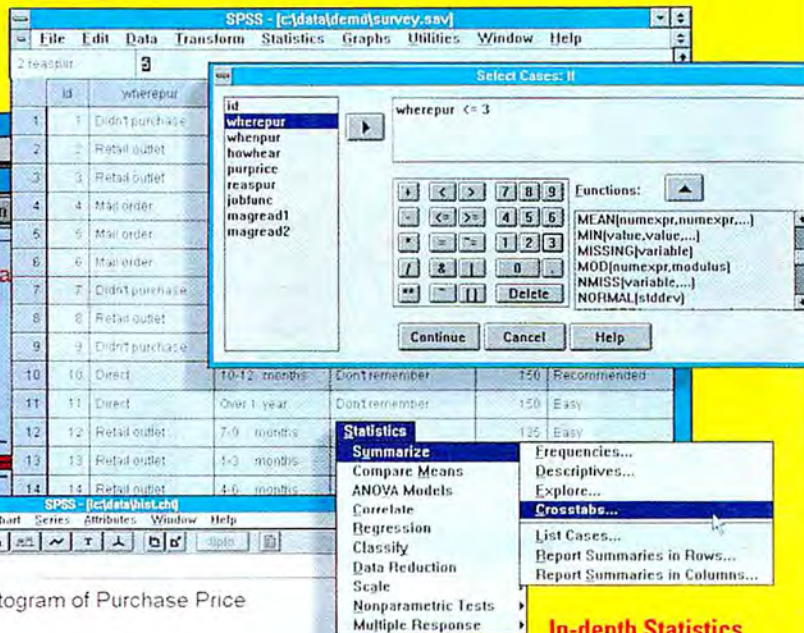 SPSS - [c:\data\demo\survey.sav]
File Edit Data Transform Statistics Graphs Utilities Window Help
2 reaspur 3
id wherepur
1 1 Didn't purchase
2 2 Retail outlet
3 3 Retail outlet
4 4 Mail order
5 5 Mail order
6 6 Mail order
7 7 Didn't purchase
8 8 Retail outlet
9 9 Didn't purchase
10 10 Direct 10-12 months Don't remember 150 Recommended
11 11 Direct Over 1 year Don't remember 150 Easy
12 12 Retail outlet 7-9 months 125 Easy
13 13 Retail outlet 1-3 months
14 14 Retail outlet 4-6 months
Select Cases: If
id
wherepur
whenpur
howhear
purprice
reaspur
jobfunc
magread1
magread2
wherepur <= 3
+ < > 7 8 9
- <= >= 4 5 6
* = ~= 1 2 3
/ & | 0 .
** ~ () Delete
Functions:
MEAN(numexpr,numexpr,...)
MIN(value,value,...)
MISSING(variable)
MOD(numexpr,modulus)
NMISS(variable,...)
NORMAL(stddev)
Continue Cancel Help
Statistics
Summarize
Compare Means
ANOVA Models
Correlate
Regression
Classify
Data Reduction
Scale
Nonparametric Tests
Multiple Response
Frequencies...
Descriptives...
Explore...
Crosstabs...
List Cases...
Report Summaries in Rows...
Report Summaries in Columns...
SPSS - [c:\data\hist.cht]
hart Series Attributes Window Help
togram of Purchase Price
In-depth Statistics